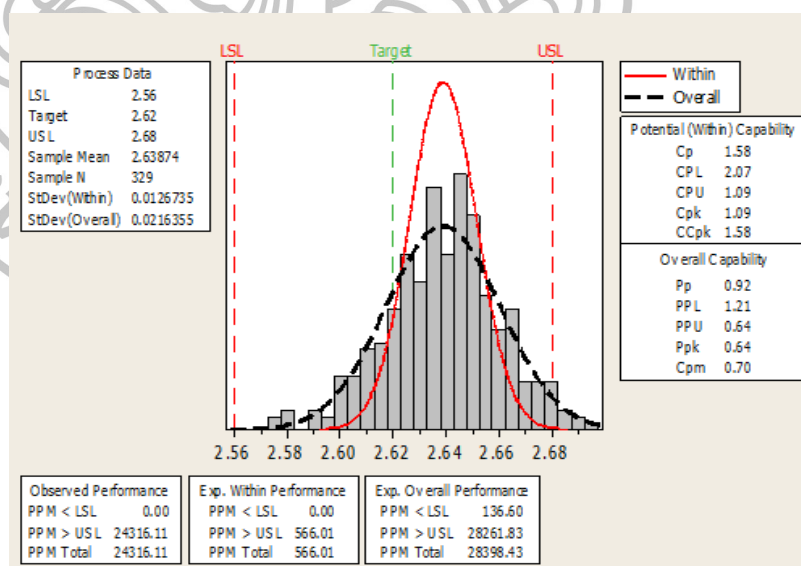 LSL Target USL
Process Data
LSL 2.56
Target 2.62
USL 2.68
Sample Mean 2.63874
Sample N 329
StDev(Within) 0.0126735
StDev(Overall) 0.0216355
Within
Overall
Potential (Within) Capability
Cp 1.58
CPL 2.07
CPU 1.09
Cpk 1.09
CCpk 1.58
Overall Capability
Pp 0.92
PPL 1.21
PPU 0.64
Ppk 0.64
Cpm 0.70
2.56 2.58 2.60 2.62 2.64 2.66 2.68
Observed Performance
PPM < LSL 0.00
PPM > USL 24316.11
PPM Total 24316.11
Exp. Within Performance
PPM < LSL 0.00
PPM > USL 566.01
PPM Total 566.01
Exp. Overall Performance
PPM < LSL 136.60
PPM > USL 28261.83
PPM Total 28398.43